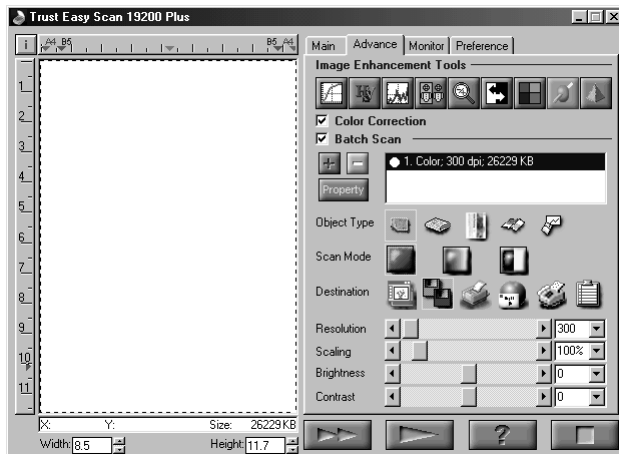 Trust Easy Scan 19200 Plus
i A4 B5 B5 A4
Main Advance Monitor Preference
Image Enhancement Tools
1
2
3
4
5
6
7
8
9
10
11
Color Correction
Batch Scan
1. Color; 300 dpi; 26229 KB
Property
Object Type
Scan Mode
Destination
Resolution 300
Scaling 100%
Brightness 0
Contrast 0
X: Y: Size: 26229 KB
Width: 8.5 Height: 11.7
?